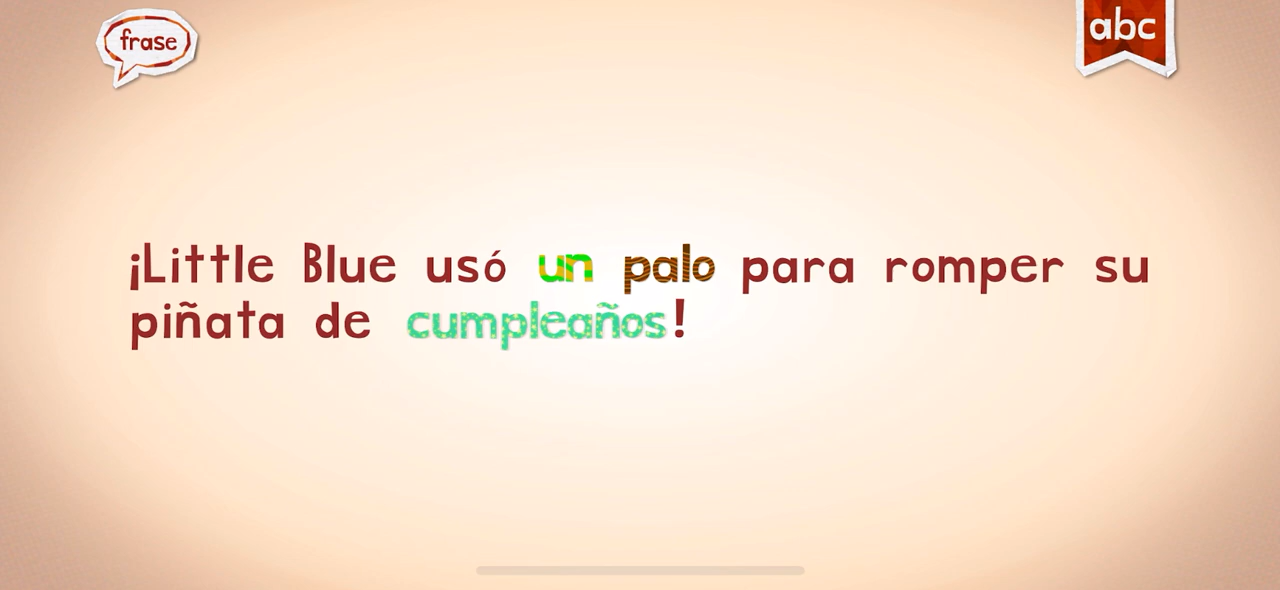 frase
abc
¡Little Blue usó un palo para romper su
piñata de cumpleaños!